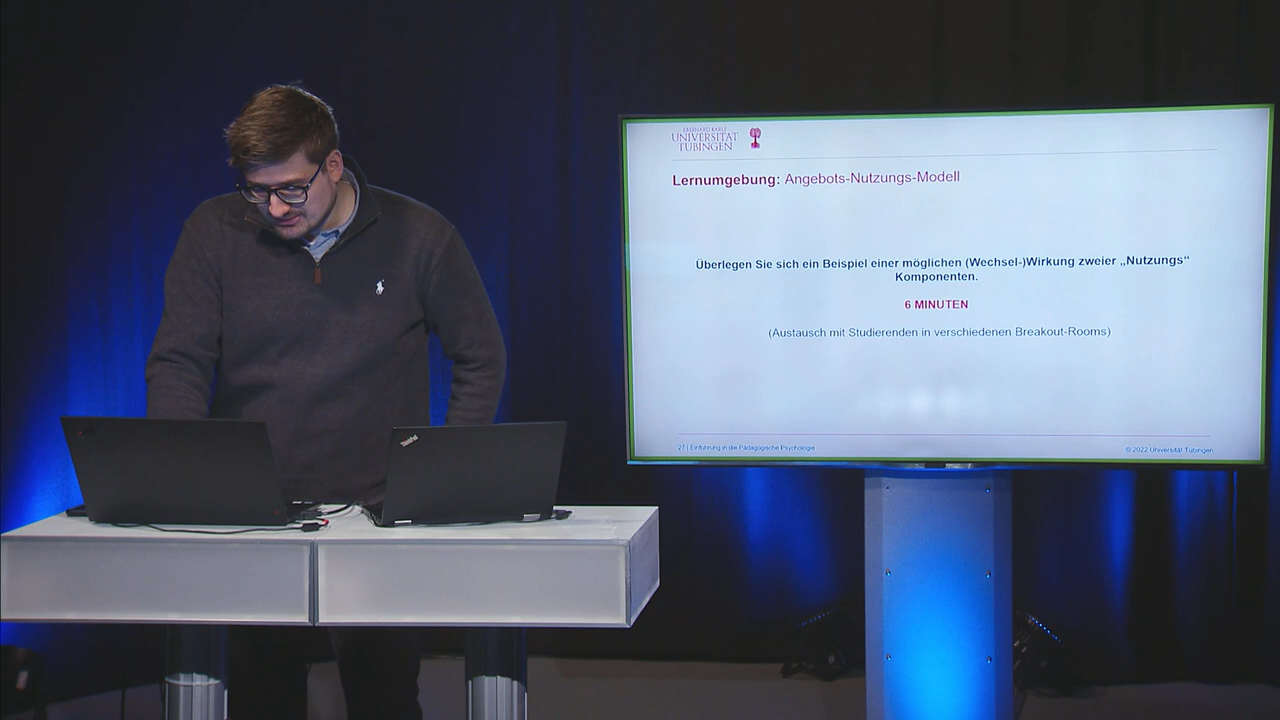 EBERHARD KARLS
UNIVERSITÄT
TÜBINGEN
Lernumgebung: Angebots-Nutzungs-Modell
Überlegen Sie sich ein Beispiel einer möglichen (Wechsel-)Wirkung zweier „Nutzungs“
Komponenten.
6 MINUTEN
(Austausch mit Studierenden in verschiedenen Breakout-Rooms)
27 | Einführung in die Pädagogische Psychologie
© 2022 Universität Tübingen
ThinkPad